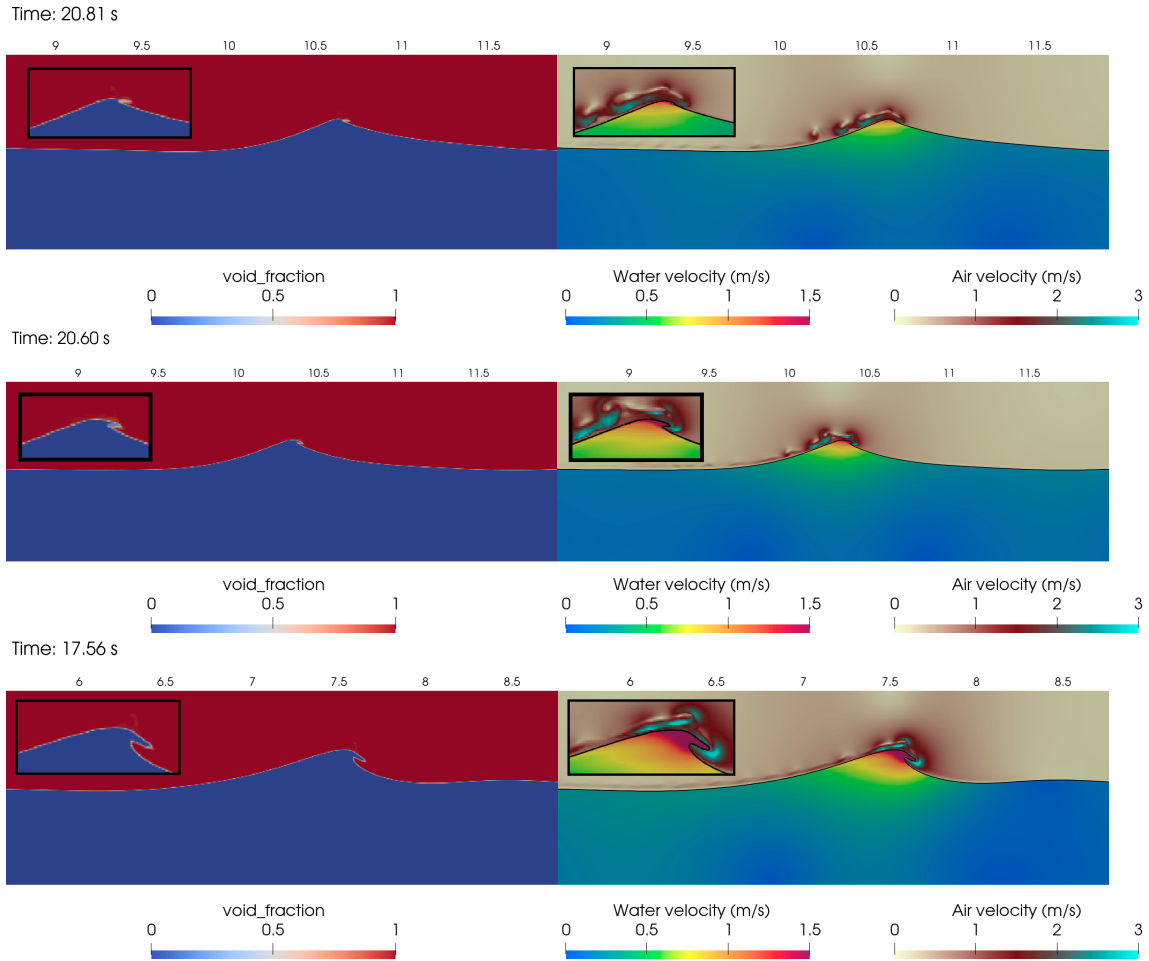 Time: 20.81 s
9 9.5 10 10.5 11 11.5 9 9.5 10 10.5 11 11.5
void_fraction Water velocity (m/s) Air velocity (m/s)
0 0.5 1 0 0.5 1 1.5 0 1 2 3
Time: 20.60 s
9 9.5 10 10.5 11 11.5 9 9.5 10 10.5 11 11.5
void_fraction Water velocity (m/s) Air velocity (m/s)
0 0.5 1 0 0.5 1 1.5 0 1 2 3
Time: 17.56 s
6 6.5 7 7.5 8 8.5 6 6.5 7 7.5 8 8.5
void_fraction Water velocity (m/s) Air velocity (m/s)
0 0.5 1 0 0.5 1 1.5 0 1 2 3